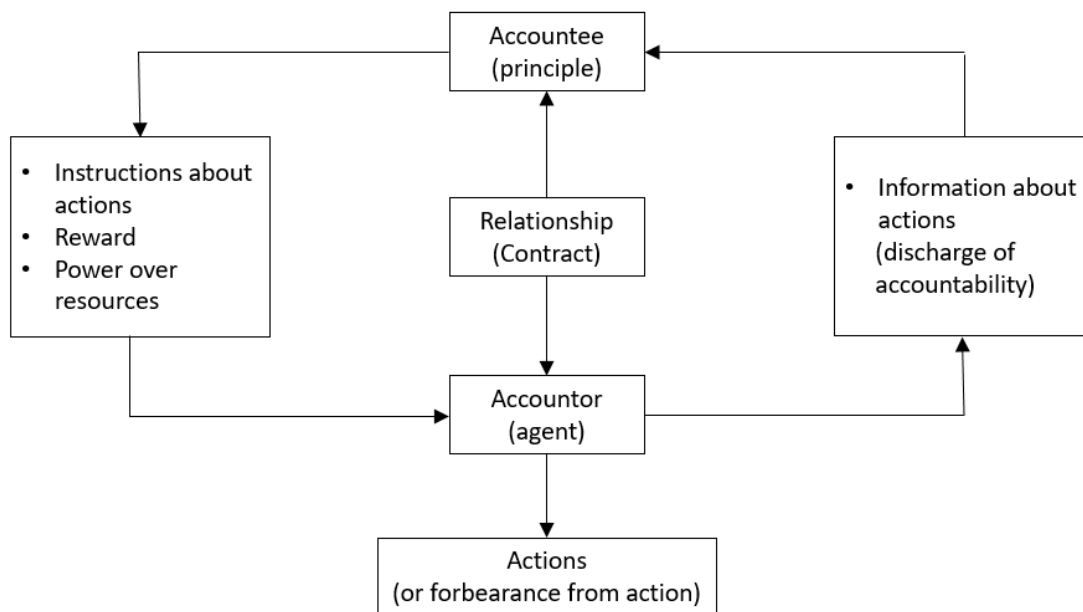 Accountee
(principle)
• Instructions about
actions
• Reward
• Power over
resources
Relationship
(Contract)
• Information about
actions
(discharge of
accountability)
Accountor
(agent)
Actions
(or forbearance from action)